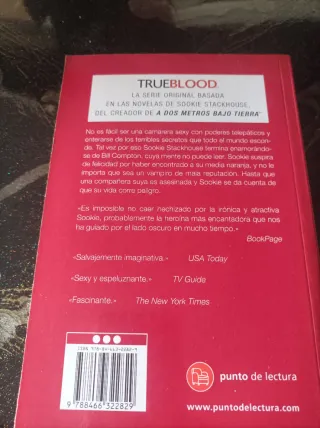 TRUEBLOOD.
LA SERIE ORIGINAL BASADA
EN LAS NOVELAS DE SOOKIE STACKHOUSE,
DEL CREADOR DE A DOS METROS BAJO TIERRA
No es fácil ser una camarera sexy con poderes telepáticos y
enterarse de los terribles secretos que todo el mundo escon-
de. Tal vez por eso Sookie Stackhouse termina enamorándo-
se de Bill Compton, cuya mente no puede leer. Sookie suspira
de felicidad por haber encontrado a su media naranja, y no le
importa que sea un vampiro de mala reputación. Hasta que
una compañera suya es asesinada y Sookie se da cuenta de
que su vida corre peligro.
«Es imposible no caer hechizado por la irónica y atractiva
Sookie, probablemente la heroína más encantadora que nos
ha guiado por el lado oscuro en mucho tiempo.»
BookPage
«Salvajemente imaginativa.» USA Today
«Sexy y espeluznante.» TV Guide
«Fascinante.» The New York Times
ISBN 978-84-663-2282-9
9 788466 322829
punto de lectura
www.puntodelectura.com